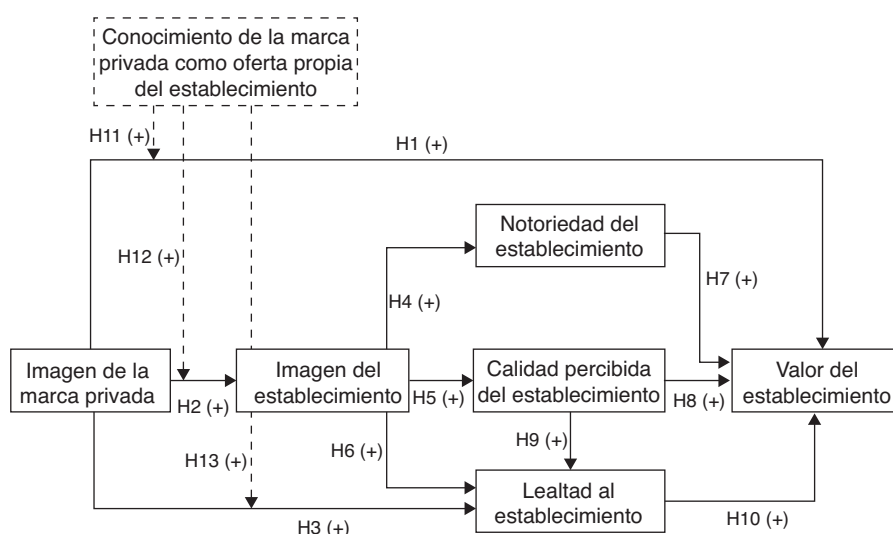 Conocimiento de la marca
privada como oferta propia
del establecimiento
H11 (+)
H1 (+)
Notoriedad del
establecimiento
H12 (+)
H4 (+)
H7 (+)
Imagen de la
marca privada
Imagen del
establecimiento
Calidad percibida
del establecimiento
Valor del
establecimiento
H2 (+)
H5 (+)
H8 (+)
H13 (+)
H6 (+)
H9 (+)
Lealtad al
establecimiento
H3 (+)
H10 (+)